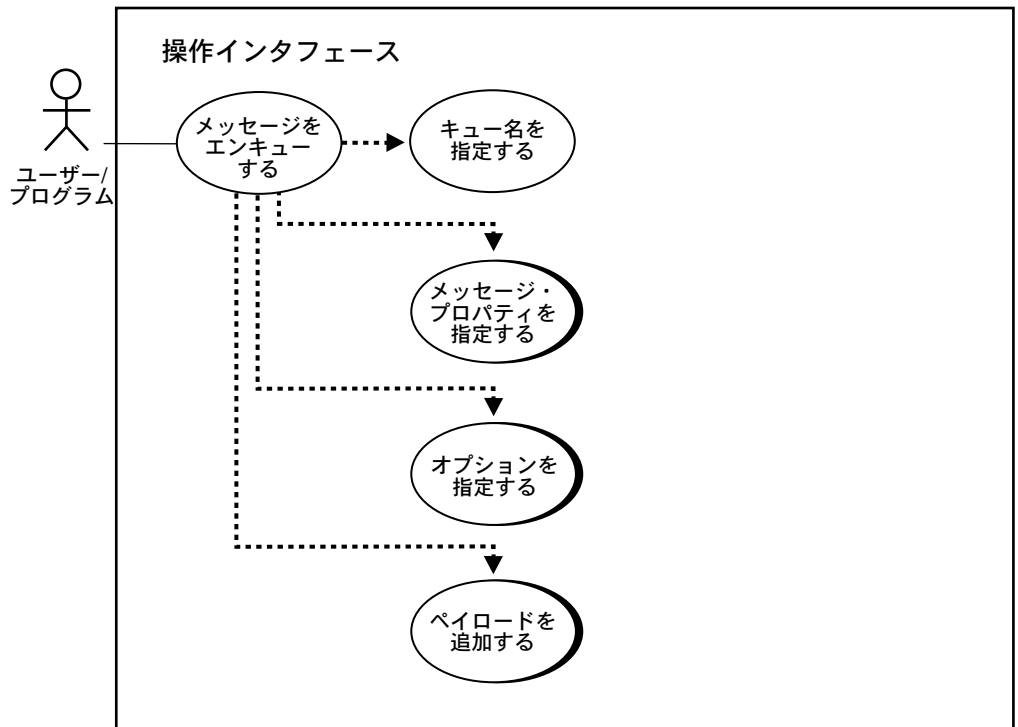 操作インタフェース
ユーザー/
プログラム
メッセージを
エンキュー
する
キュー名を
指定する
メッセージ・
プロパティを
指定する
オプションを
指定する
ペイロードを
追加する